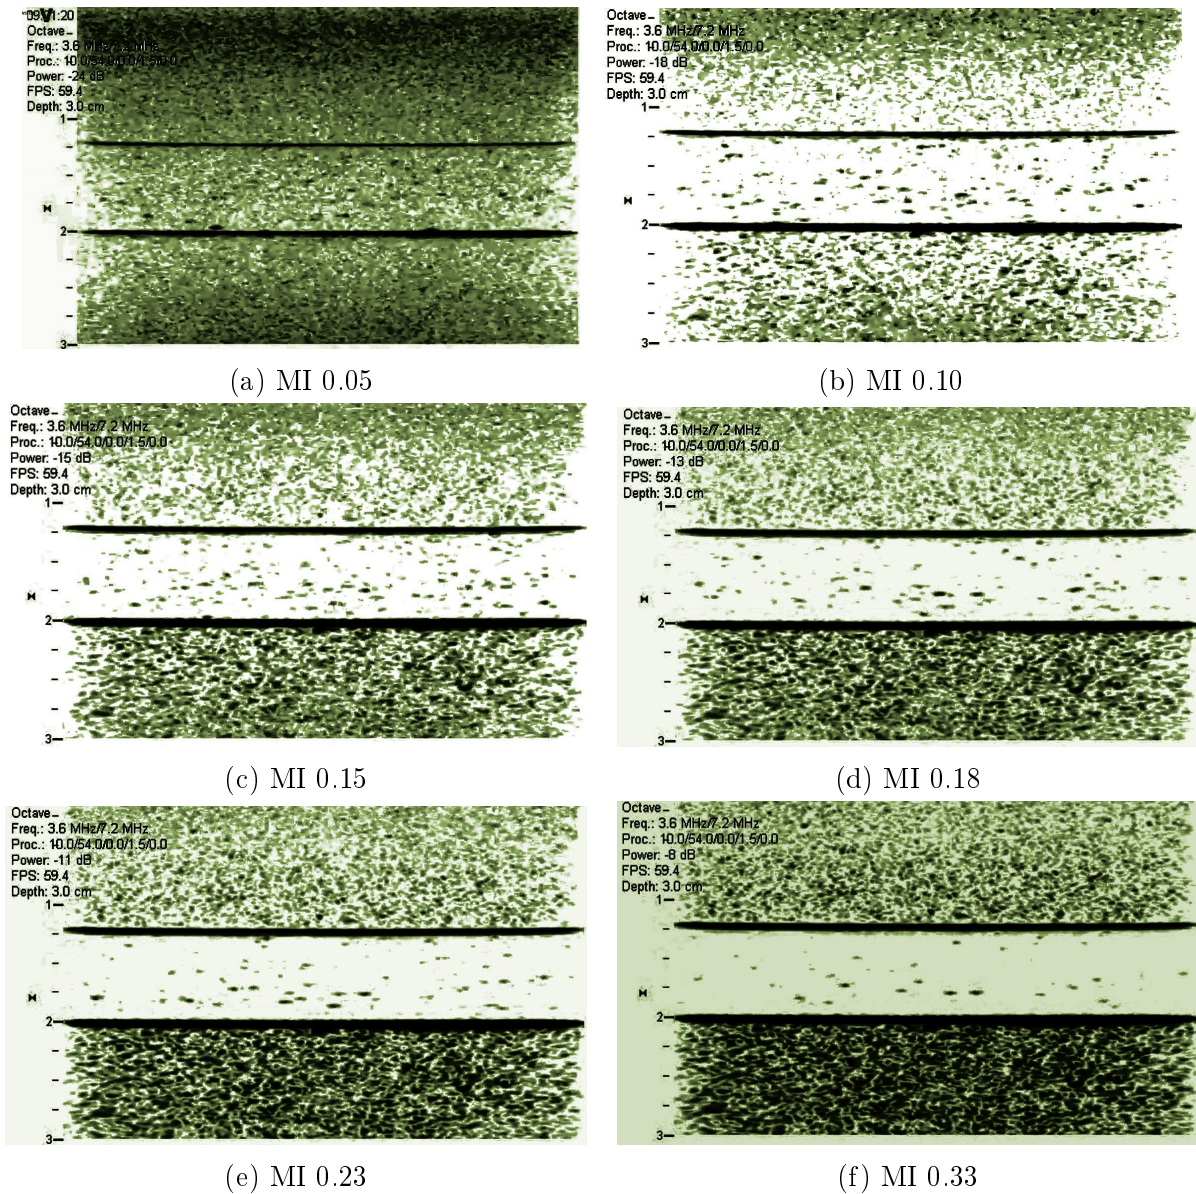 09:11:20
Octave
Freq.: 3.6 MHz/7.2 MHz
Proc.: 10.0/54.0/0.0/1.5/0.0
Power: -24 dB
FPS: 59.4
Depth: 3.0 cm
1
2
3
(a) MI 0.05
Octave
Freq.: 3.6 MHz/7.2 MHz
Proc.: 10.0/54.0/0.0/1.5/0.0
Power: -18 dB
FPS: 59.4
Depth: 3.0 cm
1
2
3
(b) MI 0.10
Octave
Freq.: 3.6 MHz/7.2 MHz
Proc.: 10.0/54.0/0.0/1.5/0.0
Power: -15 dB
FPS: 59.4
Depth: 3.0 cm
1
2
3
(c) MI 0.15
Octave
Freq.: 3.6 MHz/7.2 MHz
Proc.: 10.0/54.0/0.0/1.5/0.0
Power: -13 dB
FPS: 59.4
Depth: 3.0 cm
1
2
3
(d) MI 0.18
Octave
Freq.: 3.6 MHz/7.2 MHz
Proc.: 10.0/54.0/0.0/1.5/0.0
Power: -11 dB
FPS: 59.4
Depth: 3.0 cm
1
2
3
(e) MI 0.23
Octave
Freq.: 3.6 MHz/7.2 MHz
Proc.: 10.0/54.0/0.0/1.5/0.0
Power: -8 dB
FPS: 59.4
Depth: 3.0 cm
1
2
3
(f) MI 0.33